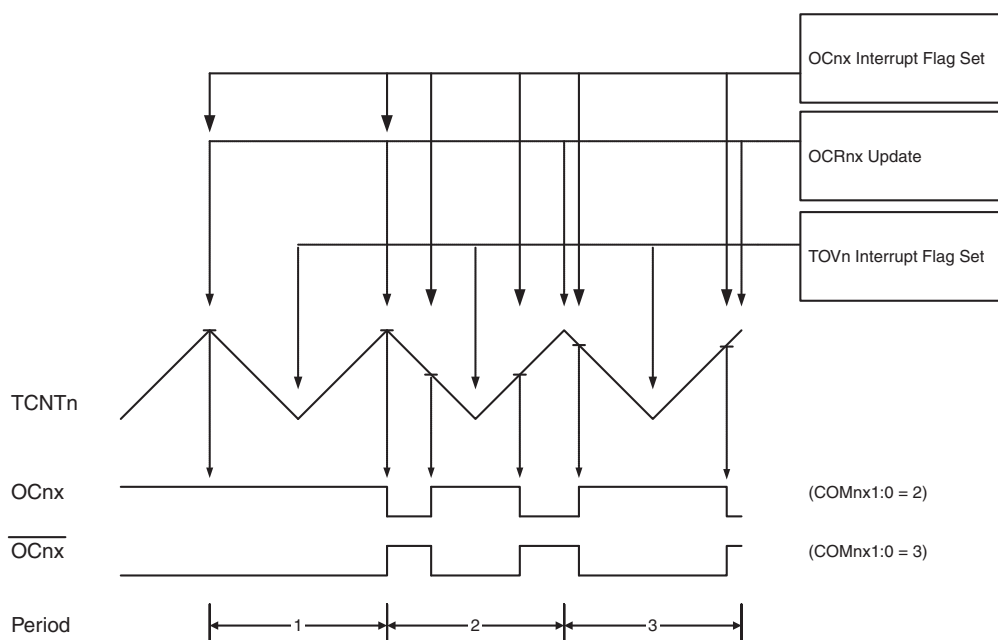 OCnx Interrupt Flag Set
OCRnx Update
TOVn Interrupt Flag Set
TCNTn
OCnx
(COMnx1:0 = 2)
OCnx
(COMnx1:0 = 3)
Period
1
2
3